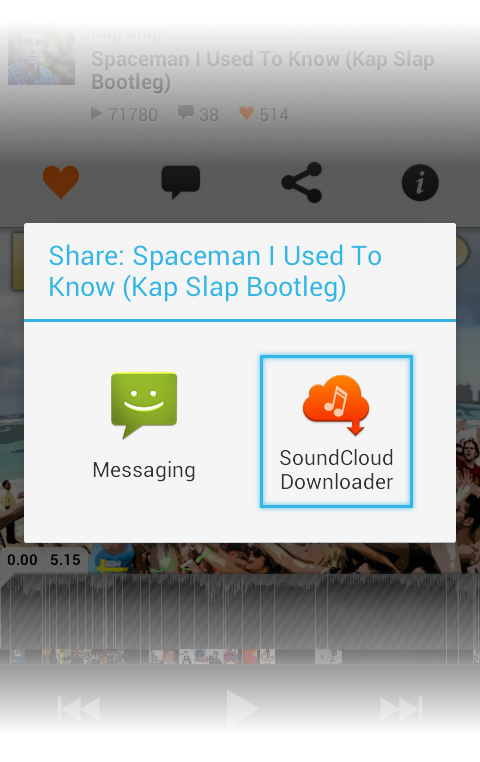 Kap Slap
Spaceman I Used To Know (Kap Slap
Bootleg)
71780 38 514
Share: Spaceman I Used To
Know (Kap Slap Bootleg)
Messaging
SoundCloud
Downloader
0.00 5.15